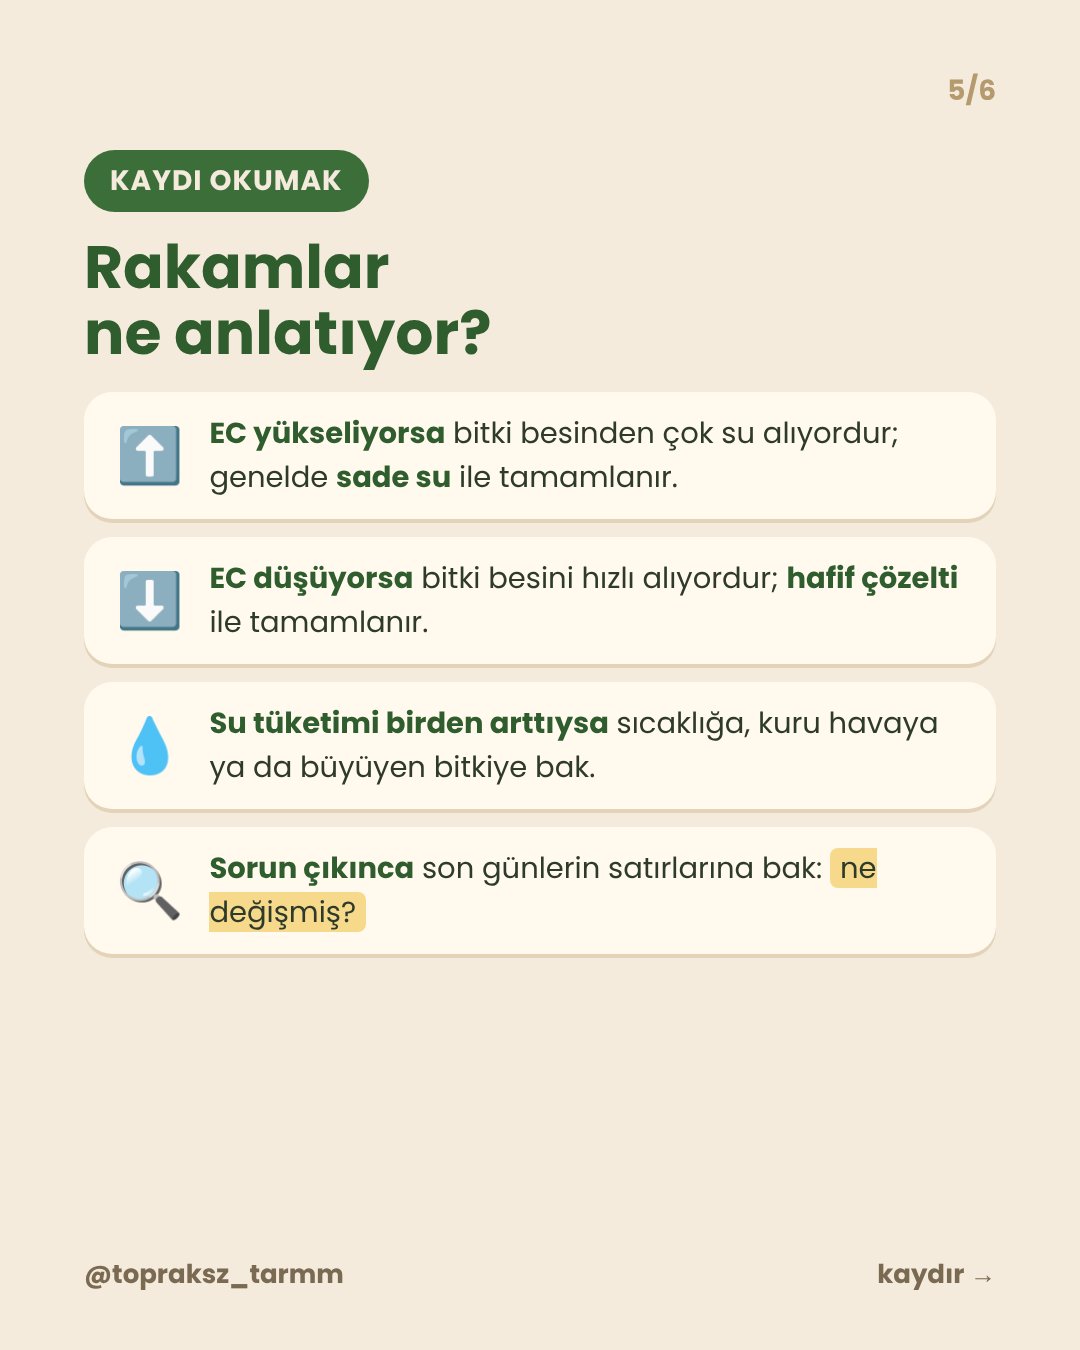 5/6
KAYDI OKUMAK
Rakamlar
ne anlatıyor?
EC yükseliyorsa bitki besinden çok su alıyordur;
genelde sade su ile tamamlanır.
EC düşüyorsa bitki besini hızlı alıyordur; hafif çözelti
ile tamamlanır.
Su tüketimi birden arttıysa sıcaklığa, kuru havaya
ya da büyüyen bitkiye bak.
Sorun çıkınca son günlerin satırlarına bak: ne
değişmiş?
@topraksz_tarmm
kaydır →